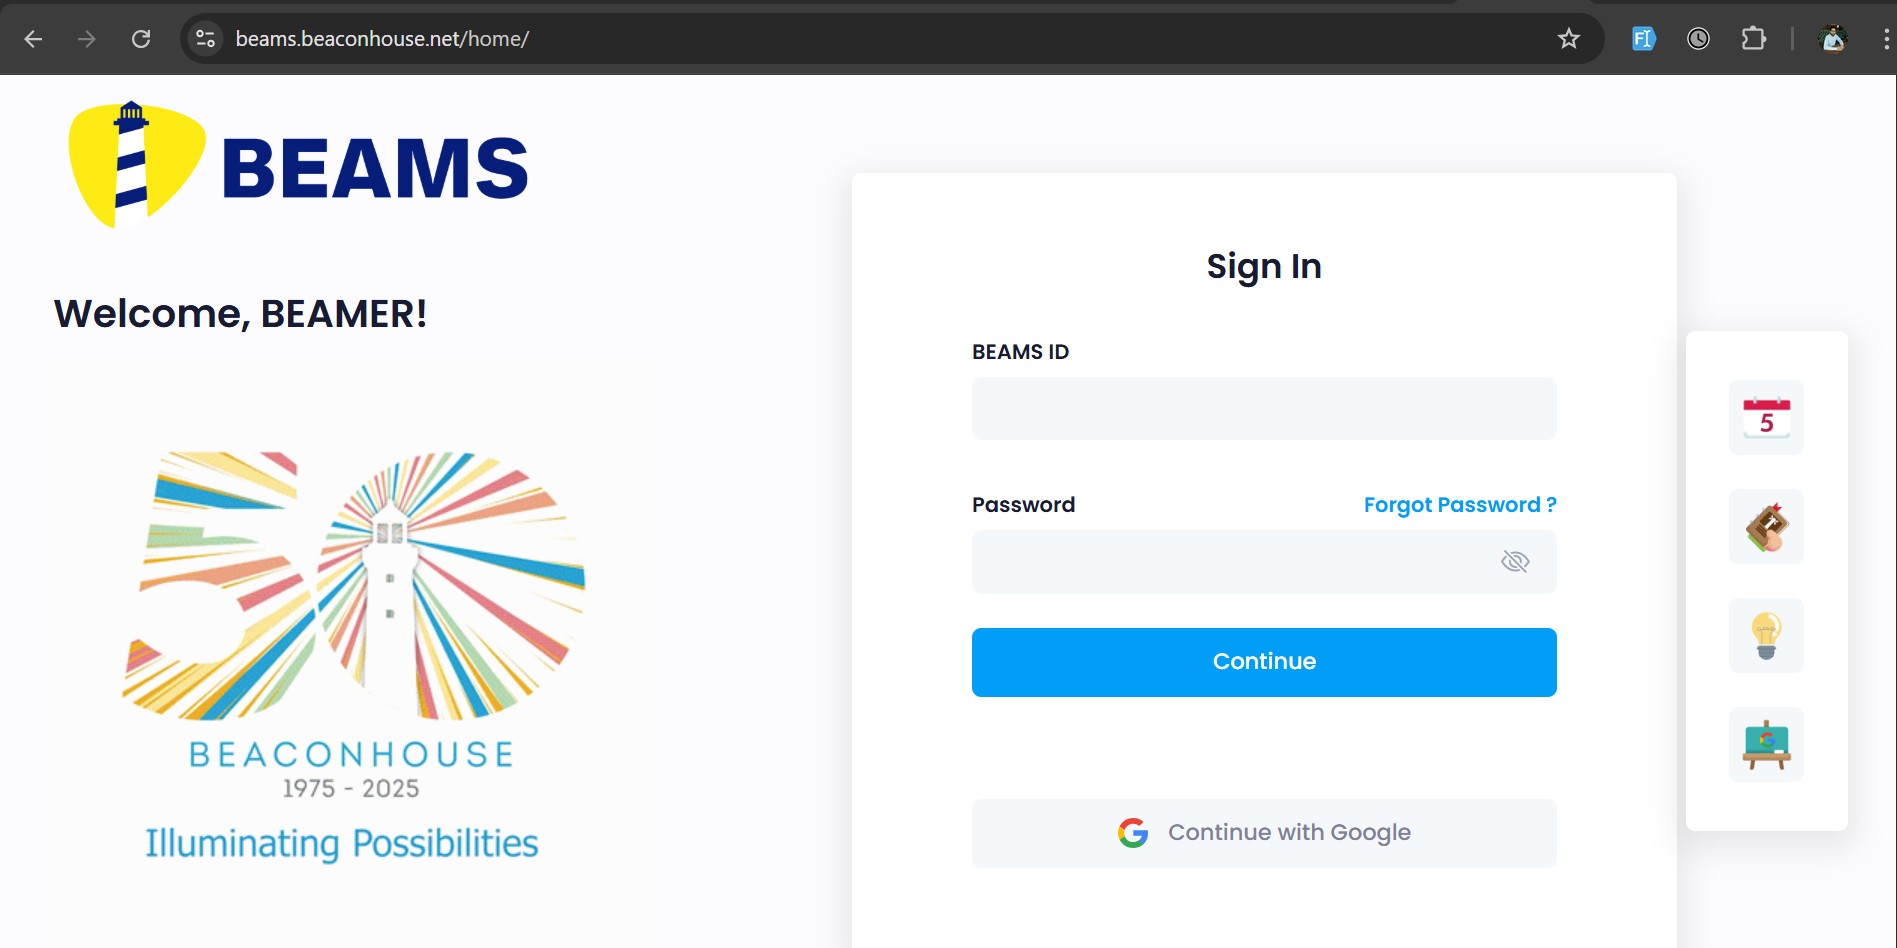 beams.beaconhouse.net/home/
BEAMS
Welcome, BEAMER!
BEACONHOUSE
1975 - 2025
Illuminating Possibilities
Sign In
BEAMS ID
Password
Forgot Password ?
Continue
Continue with Google
5